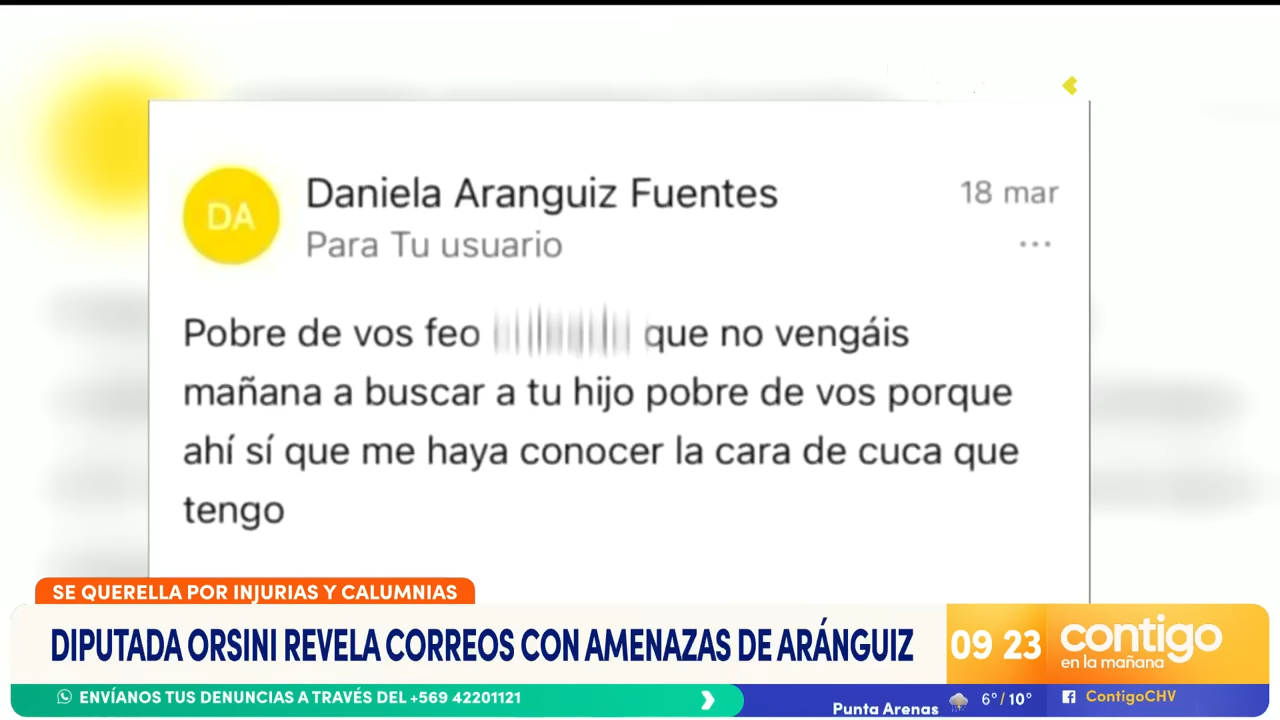 DA
Daniela Aranguiz Fuentes
18 mar
Para Tu usuario
...
Pobre de vos feo que no vengáis
mañana a buscar a tu hijo pobre de vos porque
ahí sí que me haya conocer la cara de cuca que
tengo
SE QUERELLA POR INJURIAS Y CALUMNIAS
DIPUTADA ORSINI REVELA CORREOS CON AMENAZAS DE ARÁNGUIZ
09 23
contigo
en la mañana
ENVÍANOS TUS DENUNCIAS A TRAVÉS DEL +569 42201121
Punta Arenas
6°/10°
ContigoCHV